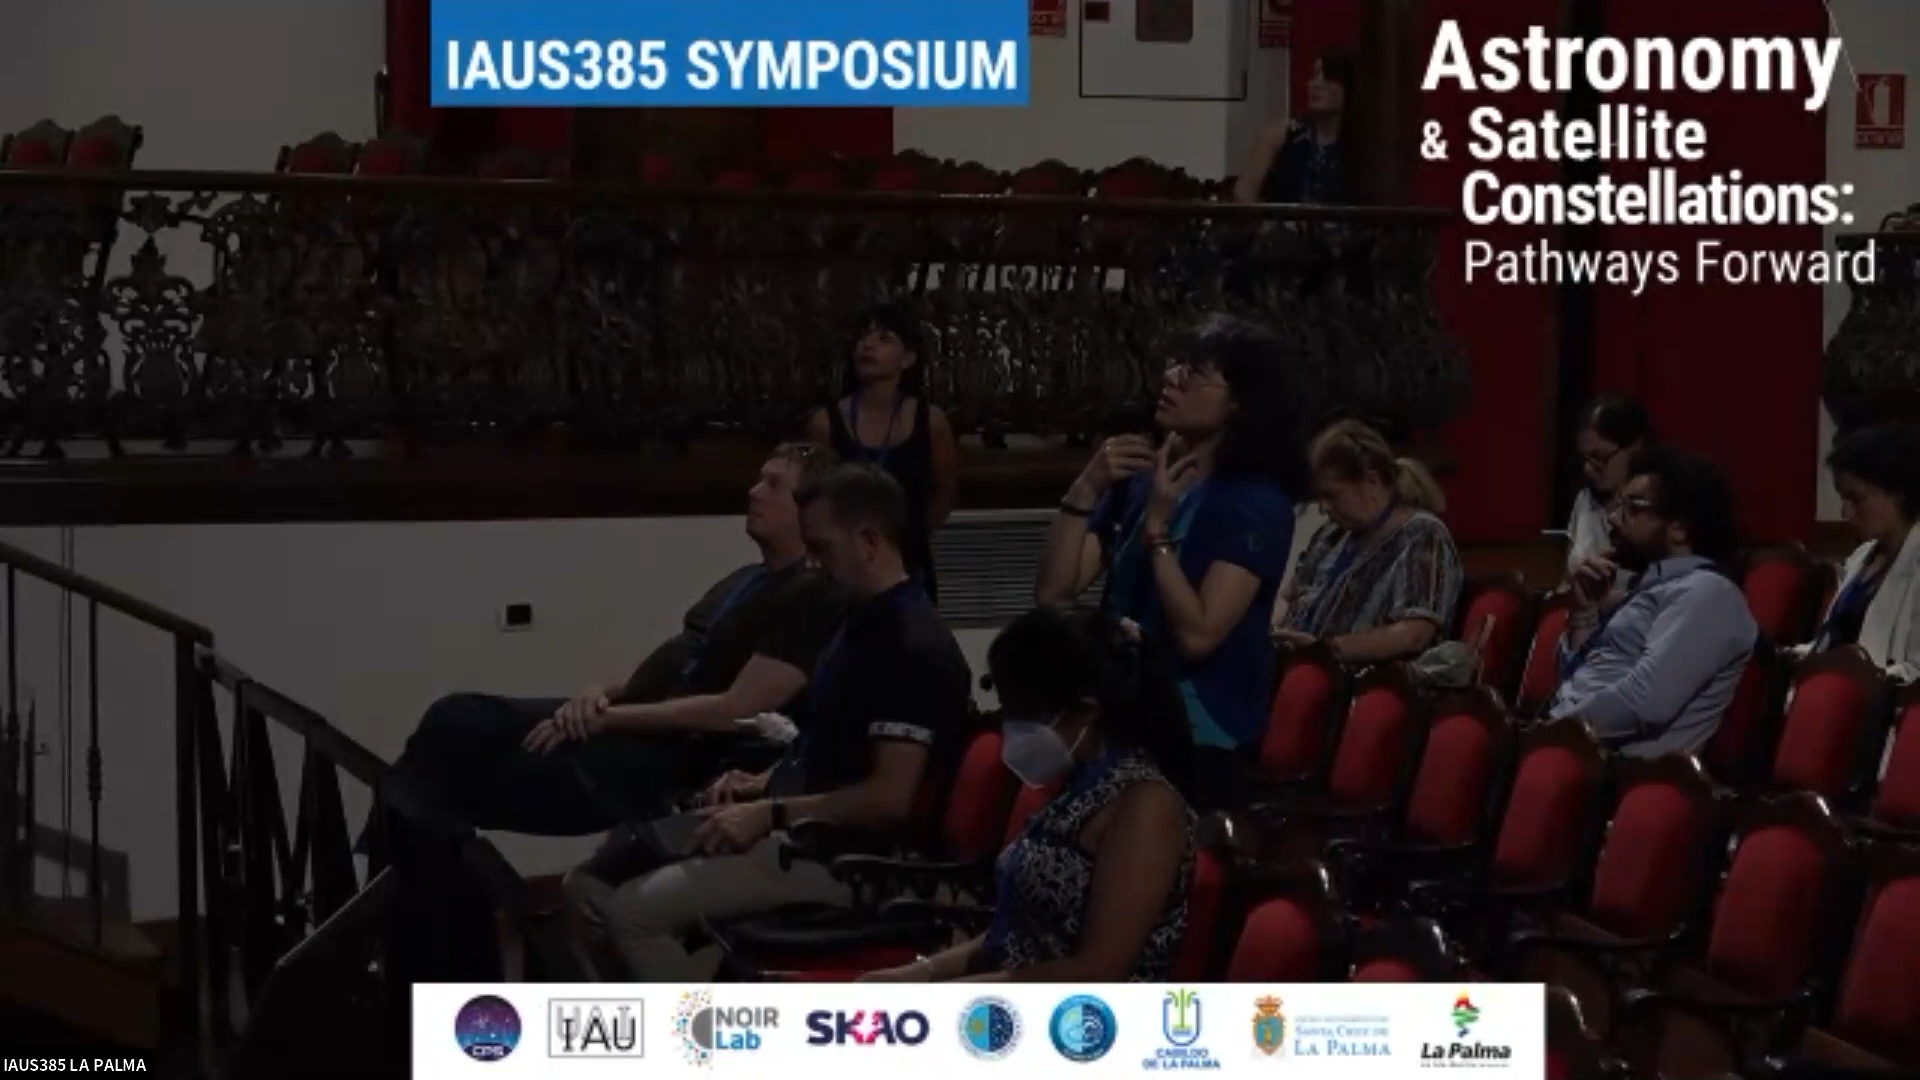 IAUS385 SYMPOSIUM
Astronomy
& Satellite
Constellations:
Pathways Forward
CPS
IAU
NOIR
Lab
SKAO
CABILDO
DE LA PALMA
SANTA CRUZ DE
LA PALMA
La Palma
IAUS385 LA PALMA